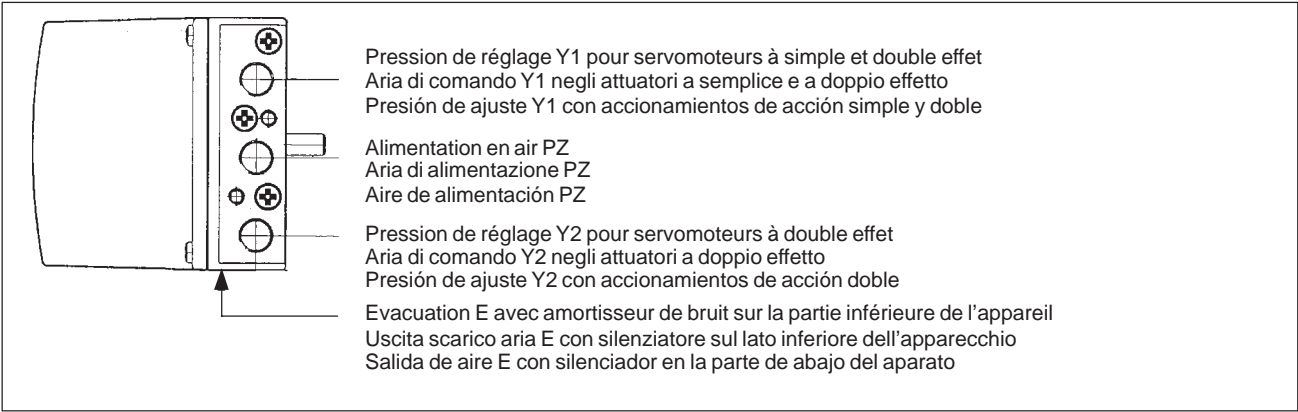 Pression de réglage Y1 pour servomoteurs à simple et double effet
Aria di comando Y1 negli attuatori a semplice e a doppio effetto
Presión de ajuste Y1 con accionamientos de acción simple y doble
Alimentation en air PZ
Aria di alimentazione PZ
Aire de alimentación PZ
Pression de réglage Y2 pour servomoteurs à double effet
Aria di comando Y2 negli attuatori a doppio effetto
Presión de ajuste Y2 con accionamientos de acción doble
Evacuation E avec amortisseur de bruit sur la partie inférieure de l’appareil
Uscita scarico aria E con silenziatore sul lato inferiore dell’apparecchio
Salida de aire E con silenciador en la parte de abajo del aparato